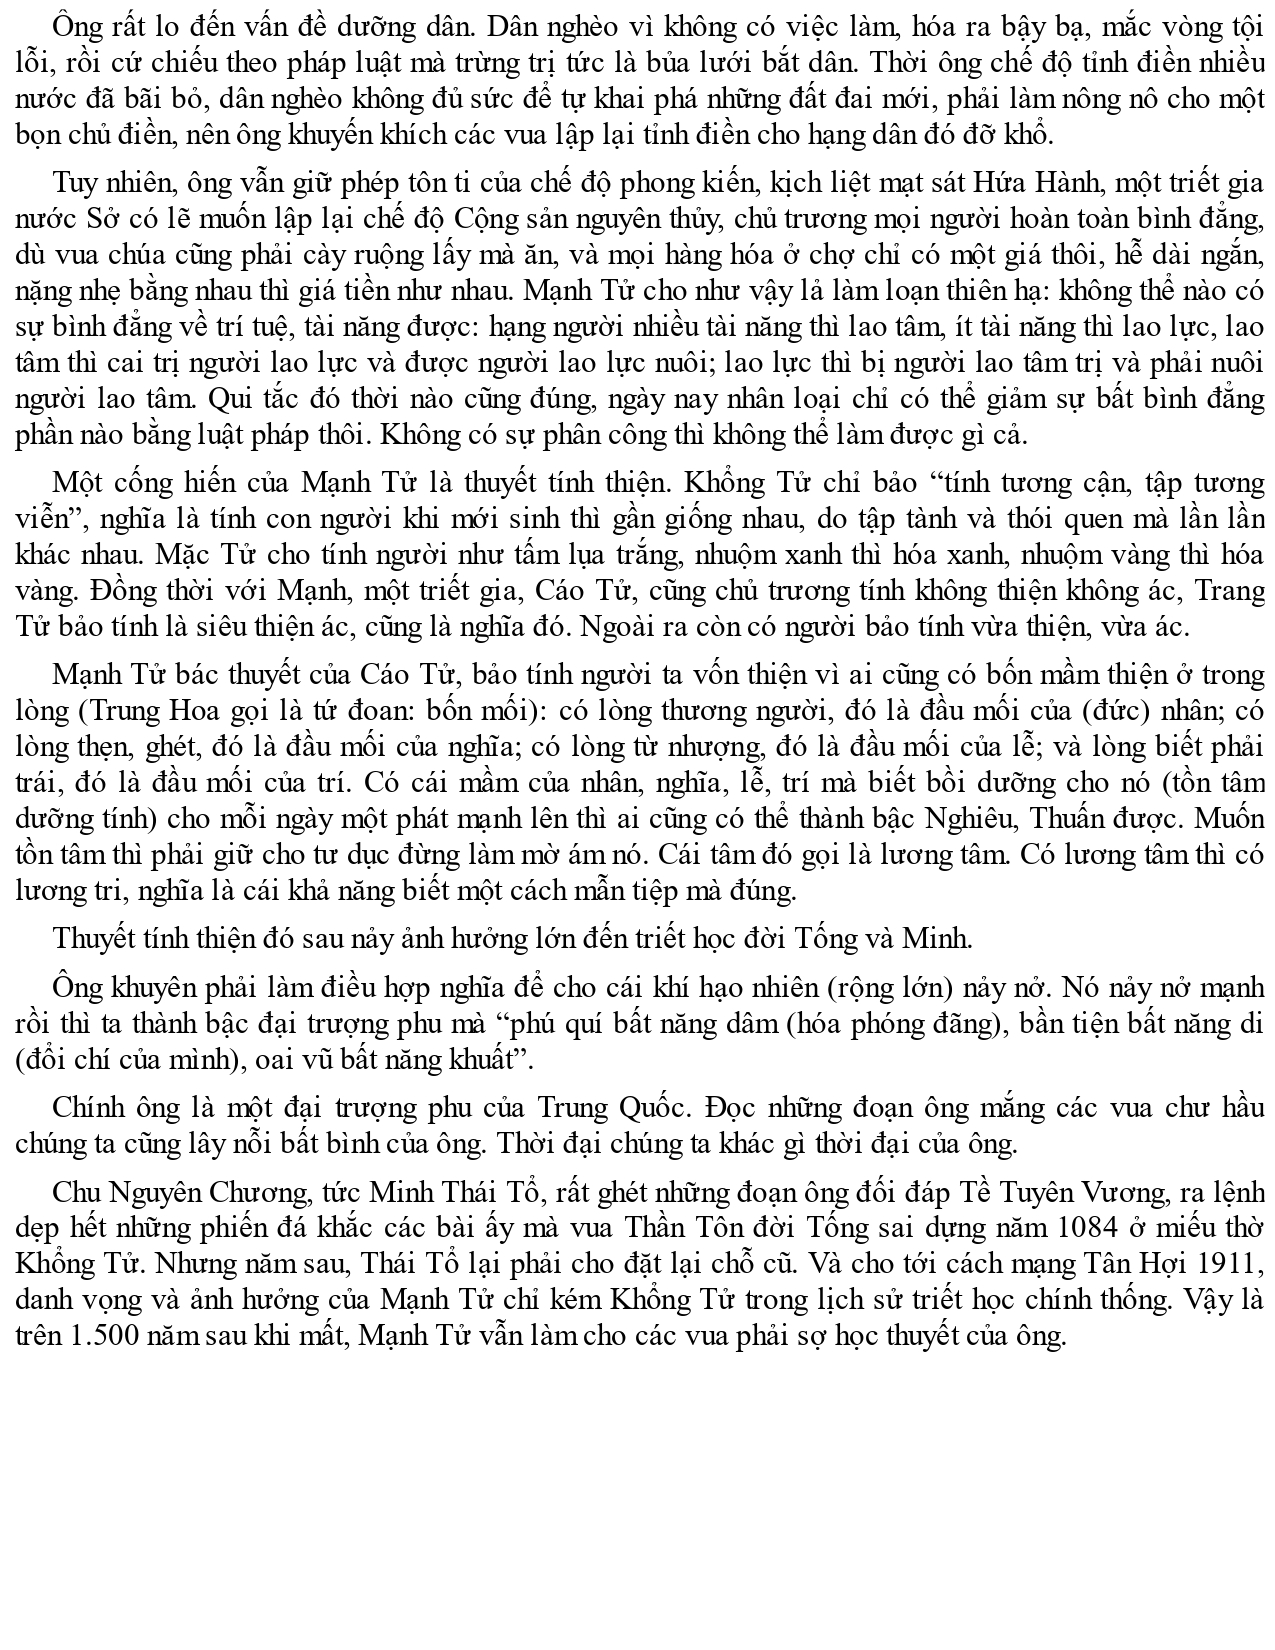 Ông rất lo đến vấn đề dưỡng dân. Dân nghèo vì không có việc làm, hóa ra bậy bạ, mắc vòng tội
lỗi, rồi cứ chiếu theo pháp luật mà trừng trị tức là bủa lưới bắt dân. Thời ông chế độ tỉnh điền nhiều
nước đã bãi bỏ, dân nghèo không đủ sức để tự khai phá những đất đai mới, phải làm nông nô cho một
bọn chủ điền, nên ông khuyến khích các vua lập lại tỉnh điền cho hạng dân đó đỡ khổ.
Tuy nhiên, ông vẫn giữ phép tôn ti của chế độ phong kiến, kịch liệt mạt sát Hứa Hành, một triết gia
nước Sở có lẽ muốn lập lại chế độ Cộng sản nguyên thủy, chủ trương mọi người hoàn toàn bình đẳng,
dù vua chúa cũng phải cày ruộng lấy mà ăn, và mọi hàng hóa ở chợ chỉ có một giá thôi, hễ dài ngắn,
nặng nhẹ bằng nhau thì giá tiền như nhau. Mạnh Tử cho như vậy lả làm loạn thiên hạ: không thể nào có
sự bình đẳng về trí tuệ, tài năng được: hạng người nhiều tài năng thì lao tâm, ít tài năng thì lao lực, lao
tâm thì cai trị người lao lực và được người lao lực nuôi; lao lực thì bị người lao tâm trị và phải nuôi
người lao tâm. Qui tắc đó thời nào cũng đúng, ngày nay nhân loại chỉ có thể giảm sự bất bình đẳng
phần nào bằng luật pháp thôi. Không có sự phân công thì không thể làm được gì cả.
Một cống hiến của Mạnh Tử là thuyết tính thiện. Khổng Tử chỉ bảo “tính tương cận, tập tương
viễn”, nghĩa là tính con người khi mới sinh thì gần giống nhau, do tập tành và thói quen mà lần lần
khác nhau. Mặc Tử cho tính người như tấm lụa trắng, nhuộm xanh thì hóa xanh, nhuộm vàng thì hóa
vàng. Đồng thời với Mạnh, một triết gia, Cáo Tử, cũng chủ trương tính không thiện không ác, Trang
Tử bảo tính là siêu thiện ác, cũng là nghĩa đó. Ngoài ra còn có người bảo tính vừa thiện, vừa ác.
Mạnh Tử bác thuyết của Cáo Tử, bảo tính người ta vốn thiện vì ai cũng có bốn mầm thiện ở trong
lòng (Trung Hoa gọi là tứ đoan: bốn mối): có lòng thương người, đó là đầu mối của (đức) nhân; có
lòng thẹn, ghét, đó là đầu mối của nghĩa; có lòng từ nhượng, đó là đầu mối của lễ; và lòng biết phải
trái, đó là đầu mối của trí. Có cái mầm của nhân, nghĩa, lễ, trí mà biết bồi dưỡng cho nó (tồn tâm
dưỡng tính) cho mỗi ngày một phát mạnh lên thì ai cũng có thể thành bậc Nghiêu, Thuấn được. Muốn
tồn tâm thì phải giữ cho tư dục đừng làm mờ ám nó. Cái tâm đó gọi là lương tâm. Có lương tâm thì có
lương tri, nghĩa là cái khả năng biết một cách mẫn tiệp mà đúng.
Thuyết tính thiện đó sau nảy ảnh hưởng lớn đến triết học đời Tống và Minh.
Ông khuyên phải làm điều hợp nghĩa để cho cái khí hạo nhiên (rộng lớn) nảy nở. Nó nảy nở mạnh
rồi thì ta thành bậc đại trượng phu mà “phú quí bất năng dâm (hóa phóng đãng), bần tiện bất năng di
(đổi chí của mình), oai vũ bất năng khuất”.
Chính ông là một đại trượng phu của Trung Quốc. Đọc những đoạn ông mắng các vua chư hầu
chúng ta cũng lây nỗi bất bình của ông. Thời đại chúng ta khác gì thời đại của ông.
Chu Nguyên Chương, tức Minh Thái Tổ, rất ghét những đoạn ông đối đáp Tề Tuyên Vương, ra lệnh
dẹp hết những phiến đá khắc các bài ấy mà vua Thần Tôn đời Tống sai dựng năm 1084 ở miếu thờ
Khổng Tử. Nhưng năm sau, Thái Tổ lại phải cho đặt lại chỗ cũ. Và cho tới cách mạng Tân Hợi 1911,
danh vọng và ảnh hưởng của Mạnh Tử chỉ kém Khổng Tử trong lịch sử triết học chính thống. Vậy là
trên 1.500 năm sau khi mất, Mạnh Tử vẫn làm cho các vua phải sợ học thuyết của ông.